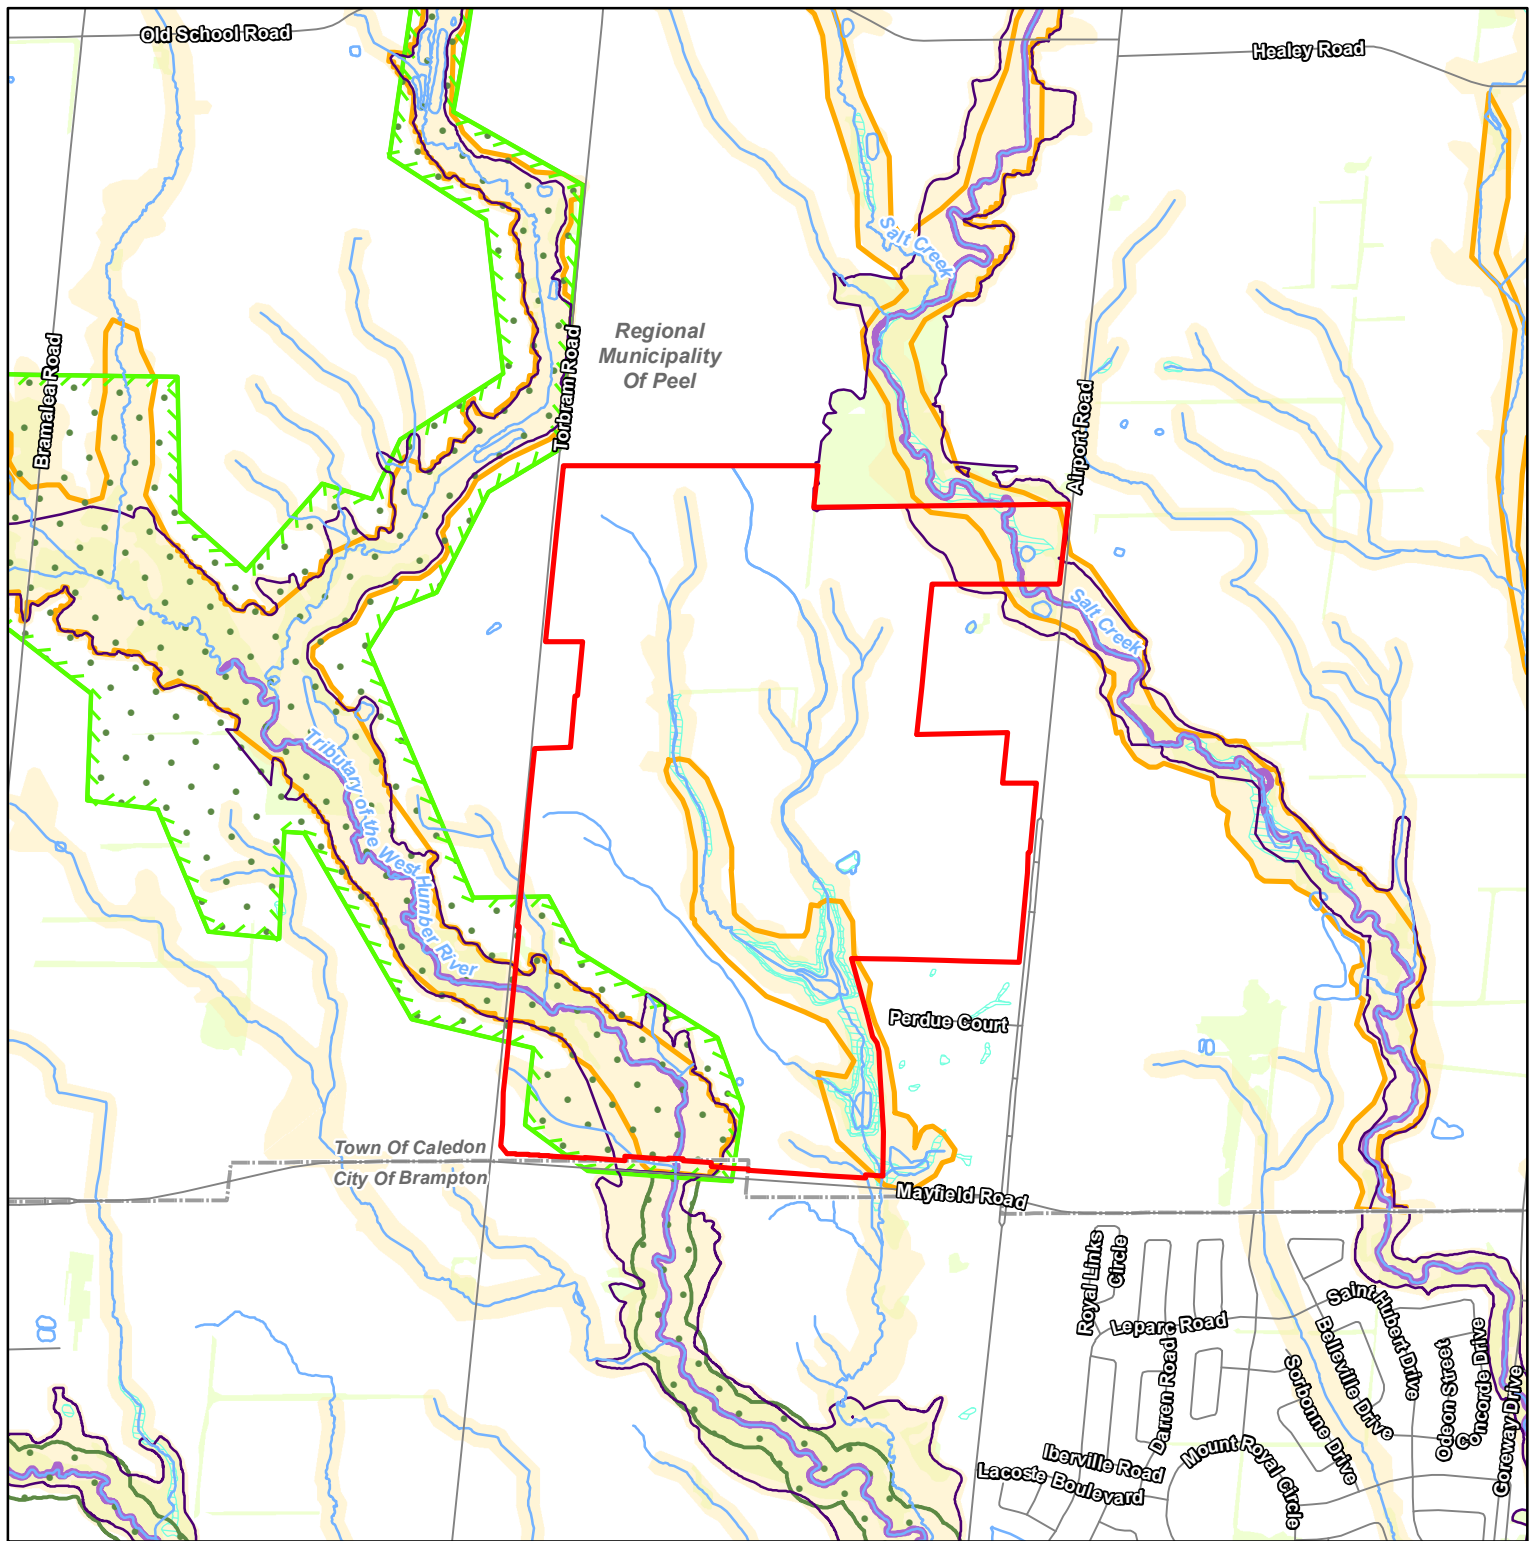 Old School Road
Healey Road
Salt Creek
Regional
Municipality
Of Peel
Bramalea Road
Torbram Road
Airport Road
Salt Creek
Tributary of the West Humber River
Perdue Court
Town Of Caledon
City Of Brampton
Mayfield Road
Royal Links
Circle
Leparc Road
Saint Hubert Drive
Belleville Drive
Sorbonne Drive
Odeon Street
Concorde Drive
Goreway Drive
Darren Road
Mount Royal Circle
Iberville Road
Lacoste Boulevard